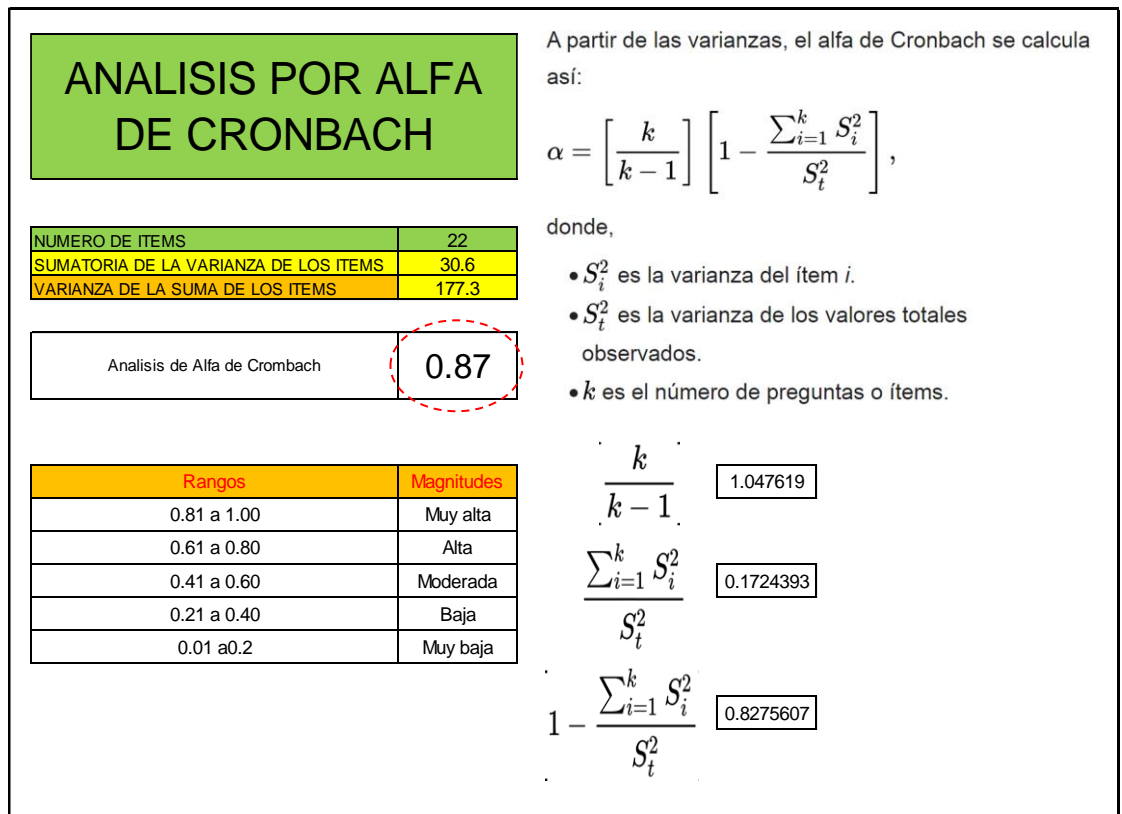 ANALISIS POR ALFA
DE CRONBACH
NUMERO DE ITEMS 22
SUMATORIA DE LA VARIANZA DE LOS ITEMS 30.6
VARIANZA DE LA SUMA DE LOS ITEMS 177.3
Analisis de Alfa de Crombach 0.87
Rangos Magnitudes
0.81 a 1.00 Muy alta
0.61 a 0.80 Alta
0.41 a 0.60 Moderada
0.21 a 0.40 Baja
0.01 a0.2 Muy baja
A partir de las varianzas, el alfa de Cronbach se calcula
así:
α = [k / (k − 1)] [1 − (∑_{i=1}^{k} S_i^2) / S_t^2],
donde,
• S_i^2 es la varianza del ítem i.
• S_t^2 es la varianza de los valores totales
observados.
• k es el número de preguntas o ítems.
k / (k − 1) 1.047619
(∑_{i=1}^{k} S_i^2) / S_t^2 0.1724393
1 − (∑_{i=1}^{k} S_i^2) / S_t^2 0.8275607